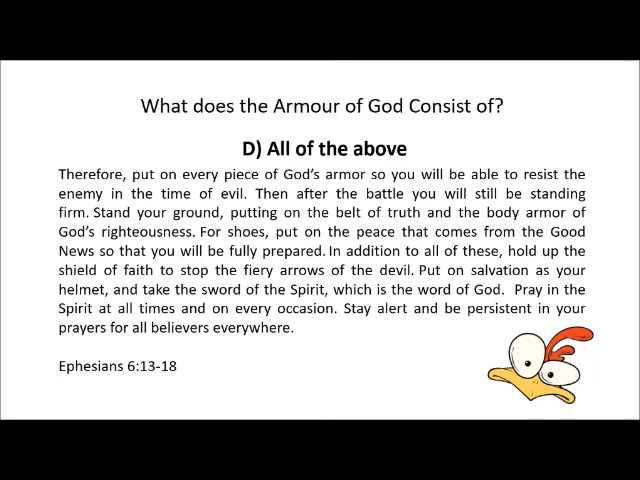 What does the Armour of God Consist of?
D) All of the above
Therefore, put on every piece of God's armor so you will be able to resist the
enemy in the time of evil. Then after the battle you will still be standing
firm. Stand your ground, putting on the belt of truth and the body armor of
God's righteousness. For shoes, put on the peace that comes from the Good
News so that you will be fully prepared. In addition to all of these, hold up the
shield of faith to stop the fiery arrows of the devil. Put on salvation as your
helmet, and take the sword of the Spirit, which is the word of God. Pray in the
Spirit at all times and on every occasion. Stay alert and be persistent in your
prayers for all believers everywhere.
Ephesians 6:13-18